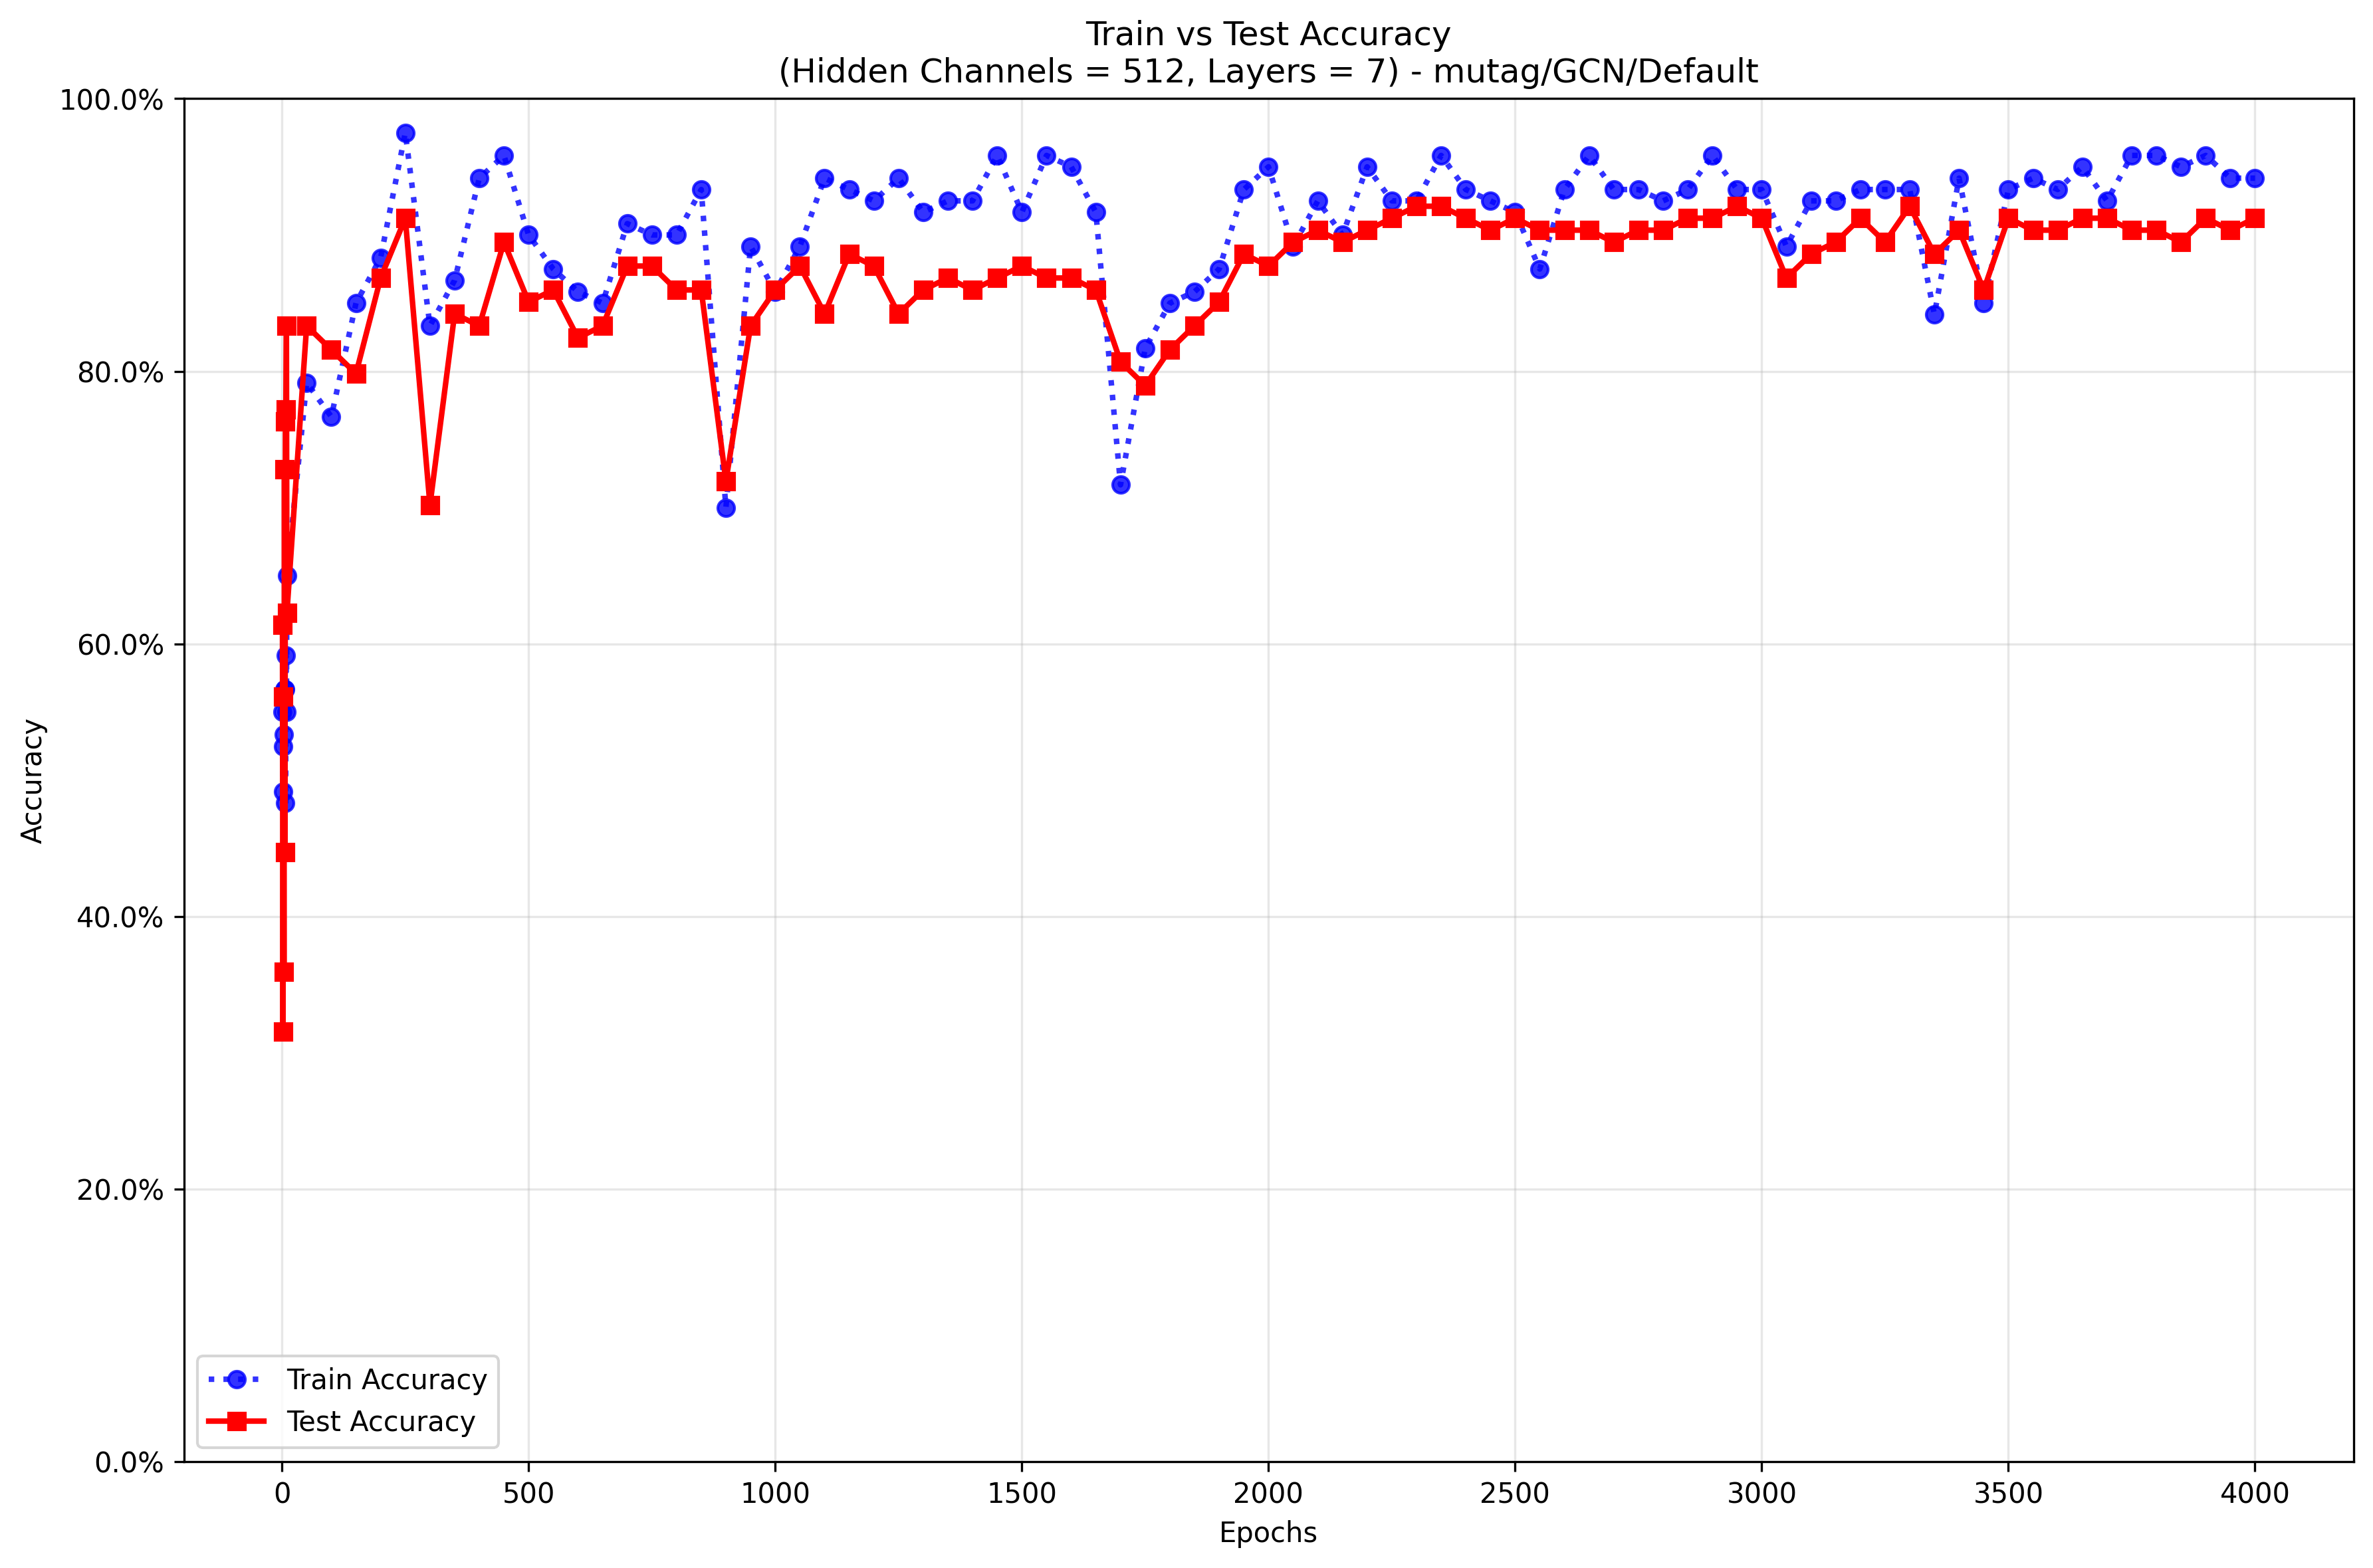 Train vs Test Accuracy
(Hidden Channels = 512, Layers = 7) - mutag/GCN/Default
100.0%
80.0%
60.0%
40.0%
20.0%
0.0%
Accuracy
Train Accuracy
Test Accuracy
0 500 1000 1500 2000 2500 3000 3500 4000
Epochs